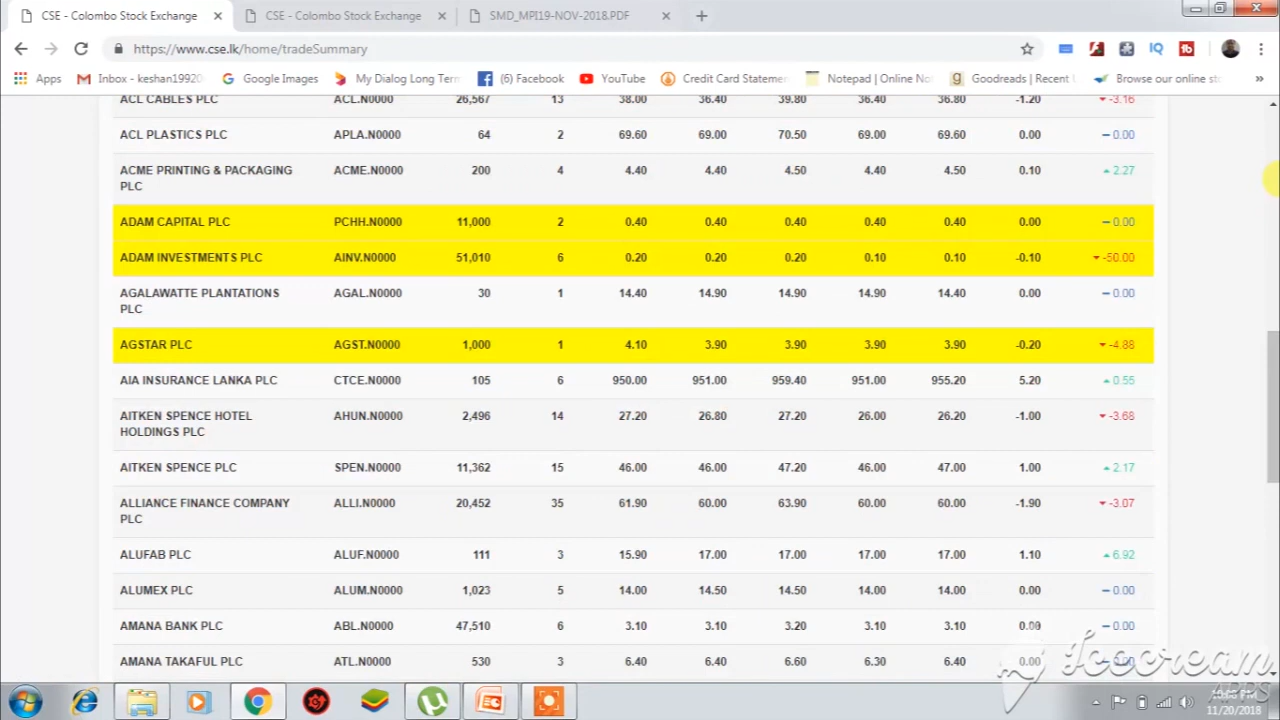 CSE - Colombo Stock Exchange CSE - Colombo Stock Exchange SMD_MPI19-NOV-2018.PDF
https://www.cse.lk/home/tradeSummary
Apps Inbox - keshan19920 Google Images My Dialog Long Term (6) Facebook YouTube Credit Card Statemen Notepad | Online No Goodreads | Recent Browse our online sto
ACL CABLES PLC ACL.N0000 26,567 13 38.00 36.40 39.80 36.40 36.80 -1.20 -3.16
ACL PLASTICS PLC APLA.N0000 64 2 69.60 69.00 70.50 69.00 69.60 0.00 0.00
ACME PRINTING & PACKAGING PLC ACME.N0000 200 4 4.40 4.40 4.50 4.40 4.50 0.10 2.27
ADAM CAPITAL PLC PCHH.N0000 11,000 2 0.40 0.40 0.40 0.40 0.40 0.00 0.00
ADAM INVESTMENTS PLC AINV.N0000 51,010 6 0.20 0.20 0.20 0.10 0.10 -0.10 -50.00
AGALAWATTE PLANTATIONS PLC AGAL.N0000 30 1 14.40 14.90 14.90 14.90 14.40 0.00 0.00
AGSTAR PLC AGST.N0000 1,000 1 4.10 3.90 3.90 3.90 3.90 -0.20 -4.88
AIA INSURANCE LANKA PLC CTCE.N0000 105 6 950.00 951.00 959.40 951.00 955.20 5.20 0.55
AITKEN SPENCE HOTEL HOLDINGS PLC AHUN.N0000 2,496 14 27.20 26.80 27.20 26.00 26.20 -1.00 -3.68
AITKEN SPENCE PLC SPEN.N0000 11,362 15 46.00 46.00 47.20 46.00 47.00 1.00 2.17
ALLIANCE FINANCE COMPANY PLC ALLI.N0000 20,452 35 61.90 60.00 63.90 60.00 60.00 -1.90 -3.07
ALUFAB PLC ALUF.N0000 111 3 15.90 17.00 17.00 17.00 17.00 1.10 6.92
ALUMEX PLC ALUM.N0000 1,023 5 14.00 14.50 14.50 14.00 14.00 0.00 0.00
AMANA BANK PLC ABL.N0000 47,510 6 3.10 3.10 3.20 3.10 3.10 0.00 0.00
AMANA TAKAFUL PLC ATL.N0000 530 3 6.40 6.40 6.60 6.30 6.40 0.00
Icecream
APPS
11/20/2018